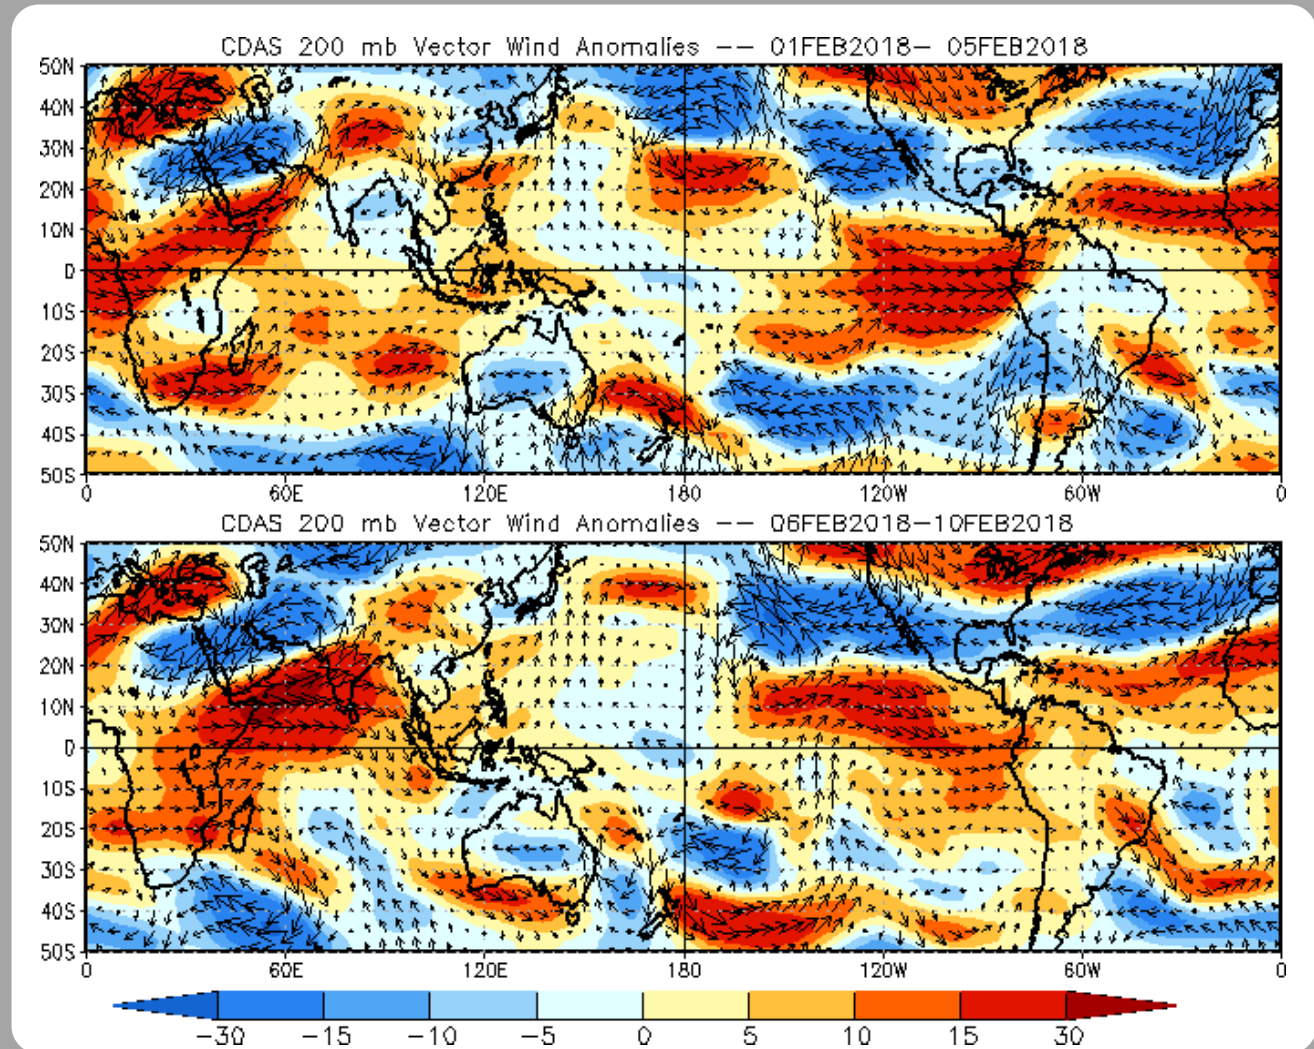 CDAS 200 mb Vector Wind Anomalies -- 01FEB2018- 05FEB2018
50N
40N
30N
20N
10N
0
10S
20S
30S
40S
50S
0 60E 120E 180 120W 60W 0
CDAS 200 mb Vector Wind Anomalies -- 06FEB2018-10FEB2018
50N
40N
30N
20N
10N
0
10S
20S
30S
40S
50S
0 60E 120E 180 120W 60W 0
-30 -15 -10 -5 0 5 10 15 30